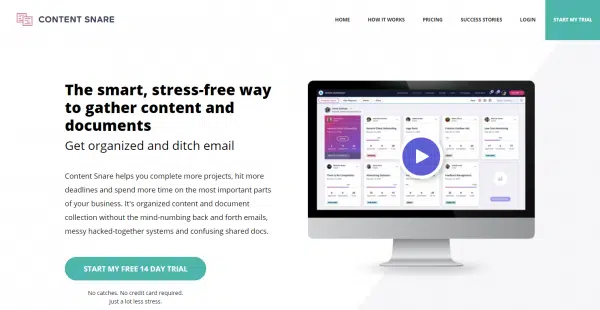 CONTENT SNARE
HOME HOW IT WORKS PRICING SUCCESS STORIES LOGIN START MY TRIAL
The smart, stress-free way
to gather content and
documents
Get organized and ditch email
Content Snare helps you complete more projects, hit more
deadlines and spend more time on the most important parts
of your business. It's organized content and document
collection without the mind-numbing back and forth emails,
messy hacked-together systems and confusing shared docs.
START MY FREE 14 DAY TRIAL
No catches. No credit card required.
just a lot less stress.